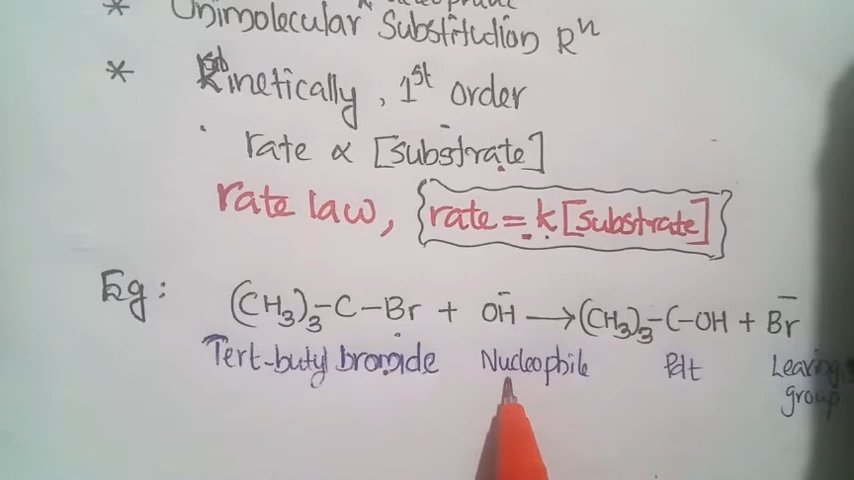 * Unimolecular Substitution Rⁿ
* Kinetically, 1st order
rate ∝ [substrate]
rate law, rate = k[substrate]
Eg: (CH₃)₃-C-Br + OH⁻ → (CH₃)₃-C-OH + Br⁻
Tert-butyl bromide Nucleophile Pdt Leaving group